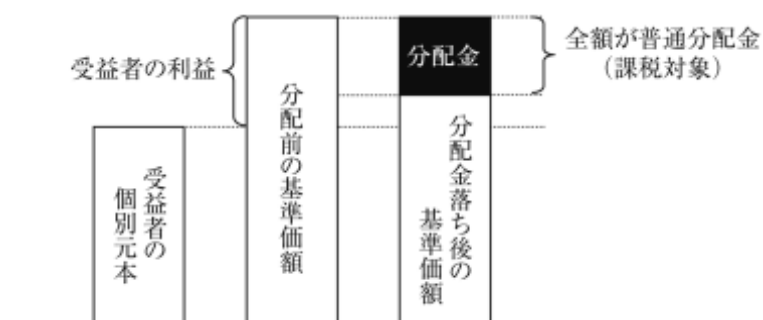 受益者の利益
分配金
全額が普通分配金
（課税対象）
受益者の
個別元本
分配前の基準価額
分配金落ち後の
基準価額